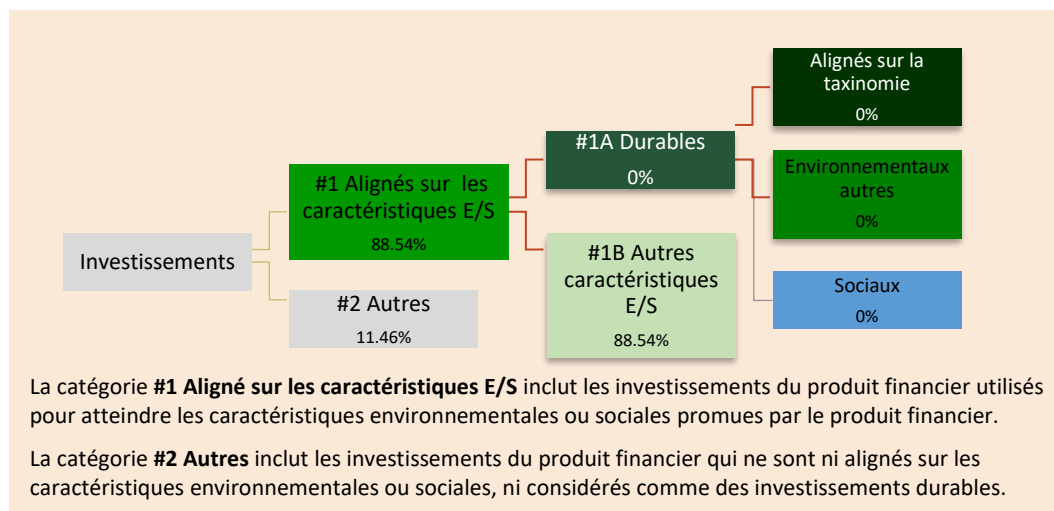 Alignés sur la
taxinomie
0%
#1A Durables
0%
Environnementaux
autres
0%
#1 Alignés sur les
caractéristiques E/S
88.54%
Investissements
#1B Autres
caractéristiques
E/S
88.54%
Sociaux
0%
#2 Autres
11.46%
La catégorie #1 Aligné sur les caractéristiques E/S inclut les investissements du produit financier utilisés
pour atteindre les caractéristiques environnementales ou sociales promues par le produit financier.
La catégorie #2 Autres inclut les investissements du produit financier qui ne sont ni alignés sur les
caractéristiques environnementales ou sociales, ni considérés comme des investissements durables.